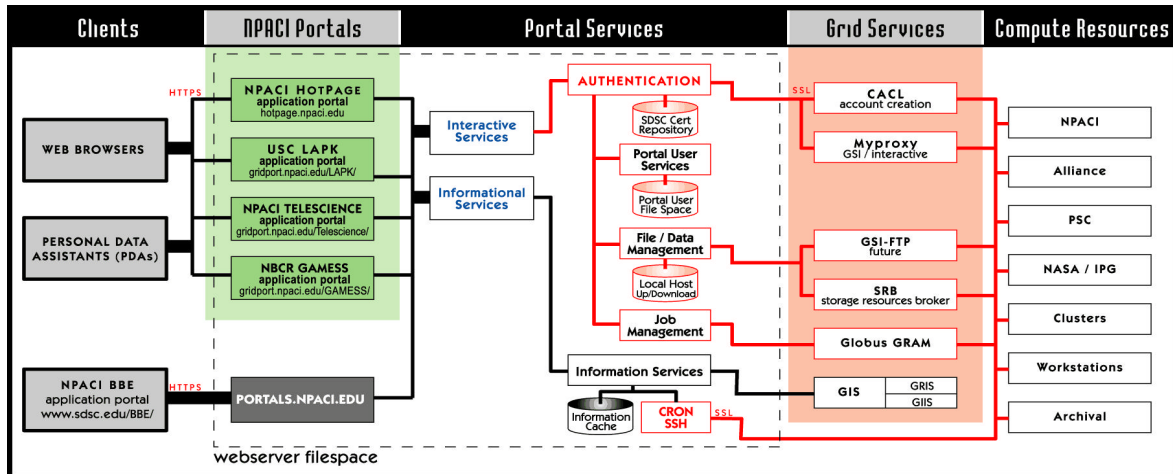 Clients
NPACI Portals
Portal Services
Grid Services
Compute Resources
HTTPS
WEB BROWSERS
PERSONAL DATA
ASSISTANTS (PDAs)
NPACI BBE
application portal
www.sdsc.edu/BBE/
HTTPS
NPACI HOTPAGE
application portal
hotpage.npaci.edu
USC LAPK
application portal
gridport.npaci.edu/LAPK/
NPACI TELESCIENCE
application portal
gridport.npaci.edu/Telescience/
NBCR GAMESS
application portal
gridport.npaci.edu/GAMESS/
PORTALS.NPACI.EDU
webserver filespace
Interactive
Services
Informational
Services
AUTHENTICATION
SDSC Cert
Repository
Portal User
Services
Portal User
File Space
File / Data
Management
Local Host
Up/Download
Job
Management
Information Services
Information
Cache
CRON
SSH
SSL
SSL
CACL
account creation
Myproxy
GSI / interactive
GSI-FTP
future
SRB
storage resources broker
Globus GRAM
GIS
GRIS
GIIS
NPACI
Alliance
PSC
NASA / IPG
Clusters
Workstations
Archival